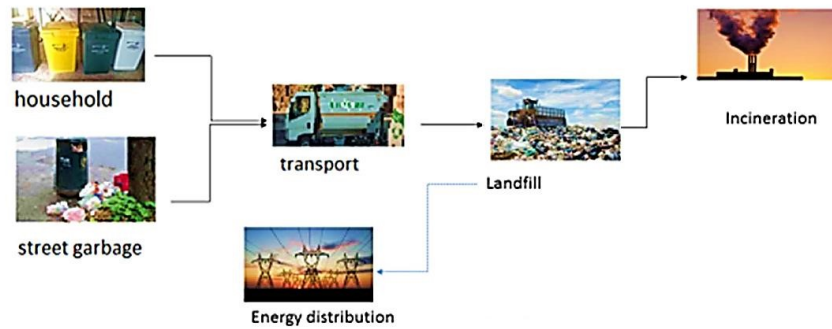 household
street garbage
transport
Landfill
Incineration
Energy distribution